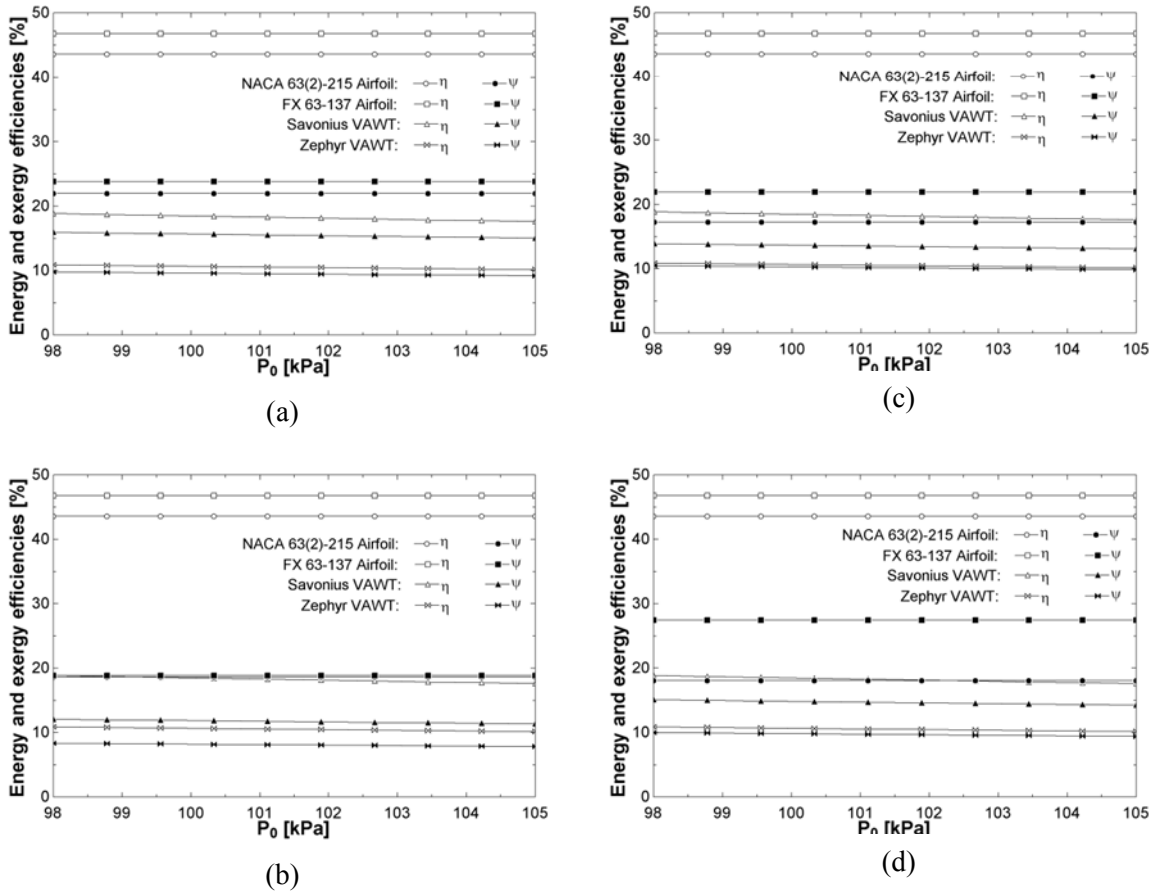 Energy and exergy efficiencies [%]
50
40
30
20
10
0
NACA 63(2)-215 Airfoil: η ψ
FX 63-137 Airfoil: η ψ
Savonius VAWT: η ψ
Zephyr VAWT: η ψ
98 99 100 101 102 103 104 105
P₀ [kPa]
(a)
Energy and exergy efficiencies [%]
50
40
30
20
10
0
NACA 63(2)-215 Airfoil: η ψ
FX 63-137 Airfoil: η ψ
Savonius VAWT: η ψ
Zephyr VAWT: η ψ
98 99 100 101 102 103 104 105
P₀ [kPa]
(c)
Energy and exergy efficiencies [%]
50
40
30
20
10
0
NACA 63(2)-215 Airfoil: η ψ
FX 63-137 Airfoil: η ψ
Savonius VAWT: η ψ
Zephyr VAWT: η ψ
98 99 100 101 102 103 104 105
P₀ [kPa]
(b)
Energy and exergy efficiencies [%]
50
40
30
20
10
0
NACA 63(2)-215 Airfoil: η ψ
FX 63-137 Airfoil: η ψ
Savonius VAWT: η ψ
Zephyr VAWT: η ψ
98 99 100 101 102 103 104 105
P₀ [kPa]
(d)